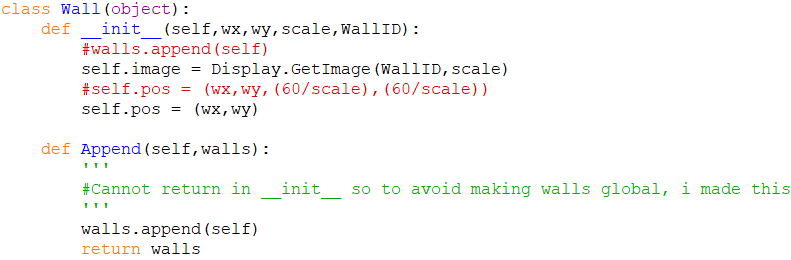 class Wall(object):
    def __init__(self,wx,wy,scale,WallID):
        #walls.append(self)
        self.image = Display.GetImage(WallID,scale)
        #self.pos = (wx,wy,(60/scale),(60/scale))
        self.pos = (wx,wy)

    def Append(self,walls):
        '''
        #Cannot return in __init__ so to avoid making walls global, i made this
        '''
        walls.append(self)
        return walls